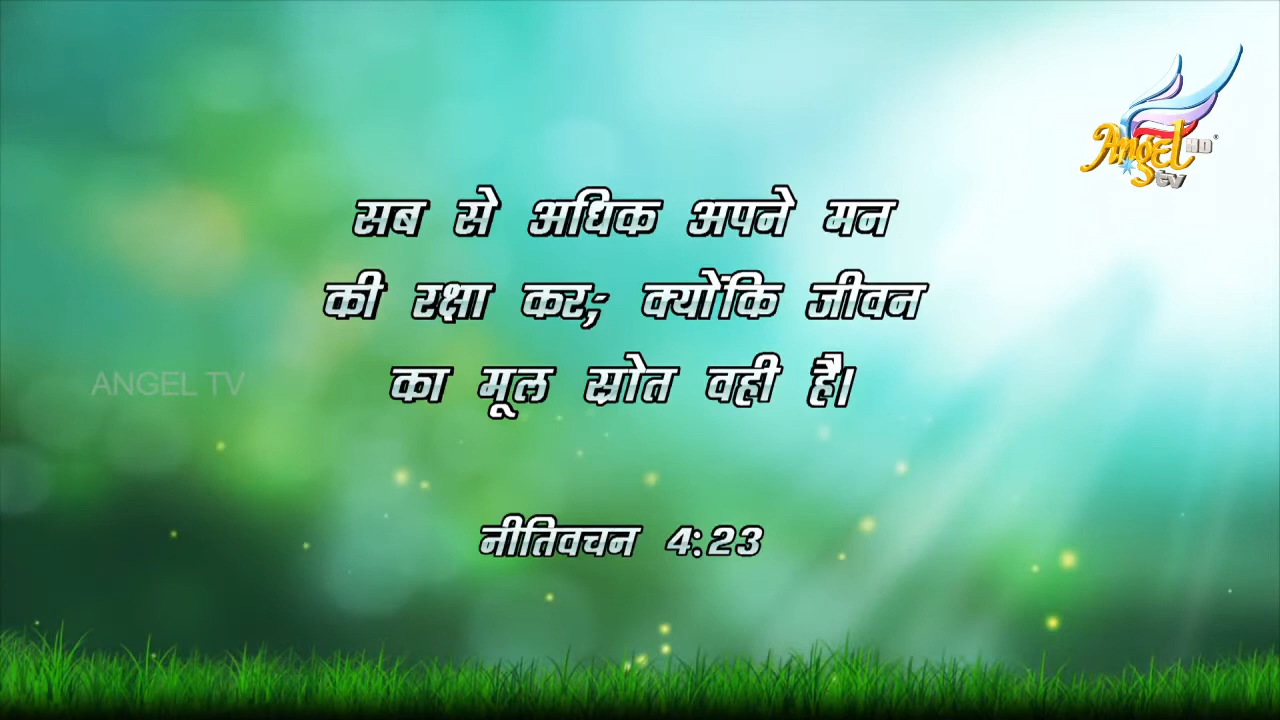 Angel HD
tv
सब से अधिक अपने मन
की रक्षा कर; क्योंकि जीवन
का मूल स्रोत वही है।
ANGEL TV
नीतिवचन 4:23